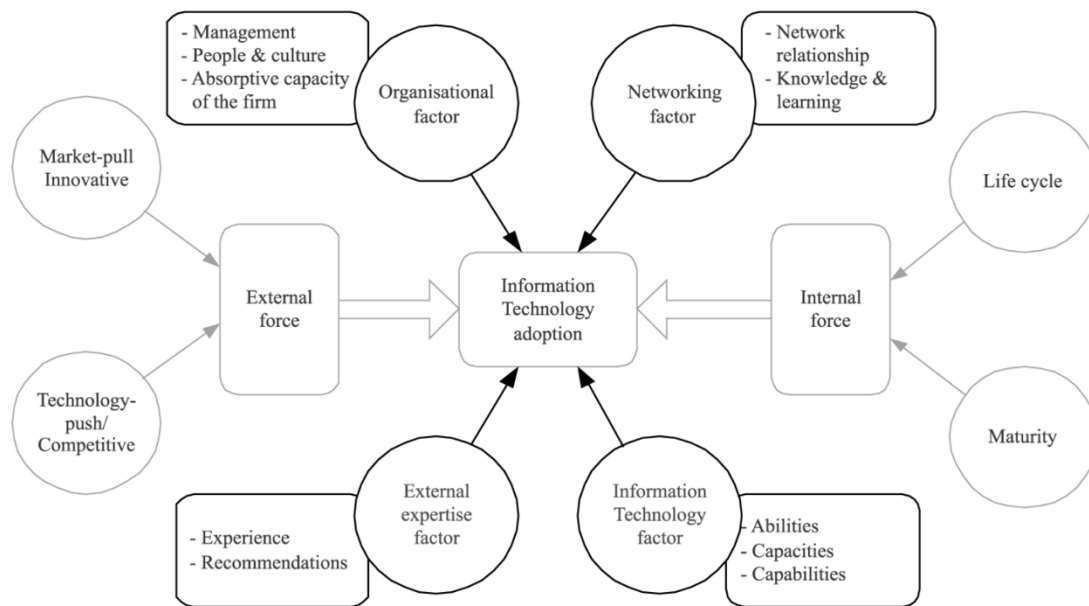 - Management
- People & culture
- Absorptive capacity
of the firm
Organisational
factor
Networking
factor
- Network
relationship
- Knowledge &
learning
Market-pull
Innovative
Life cycle
External
force
Information
Technology
adoption
Internal
force
Technology-
push/
Competitive
Maturity
- Experience
- Recommendations
External
expertise
factor
Information
Technology
factor
- Abilities
- Capacities
- Capabilities